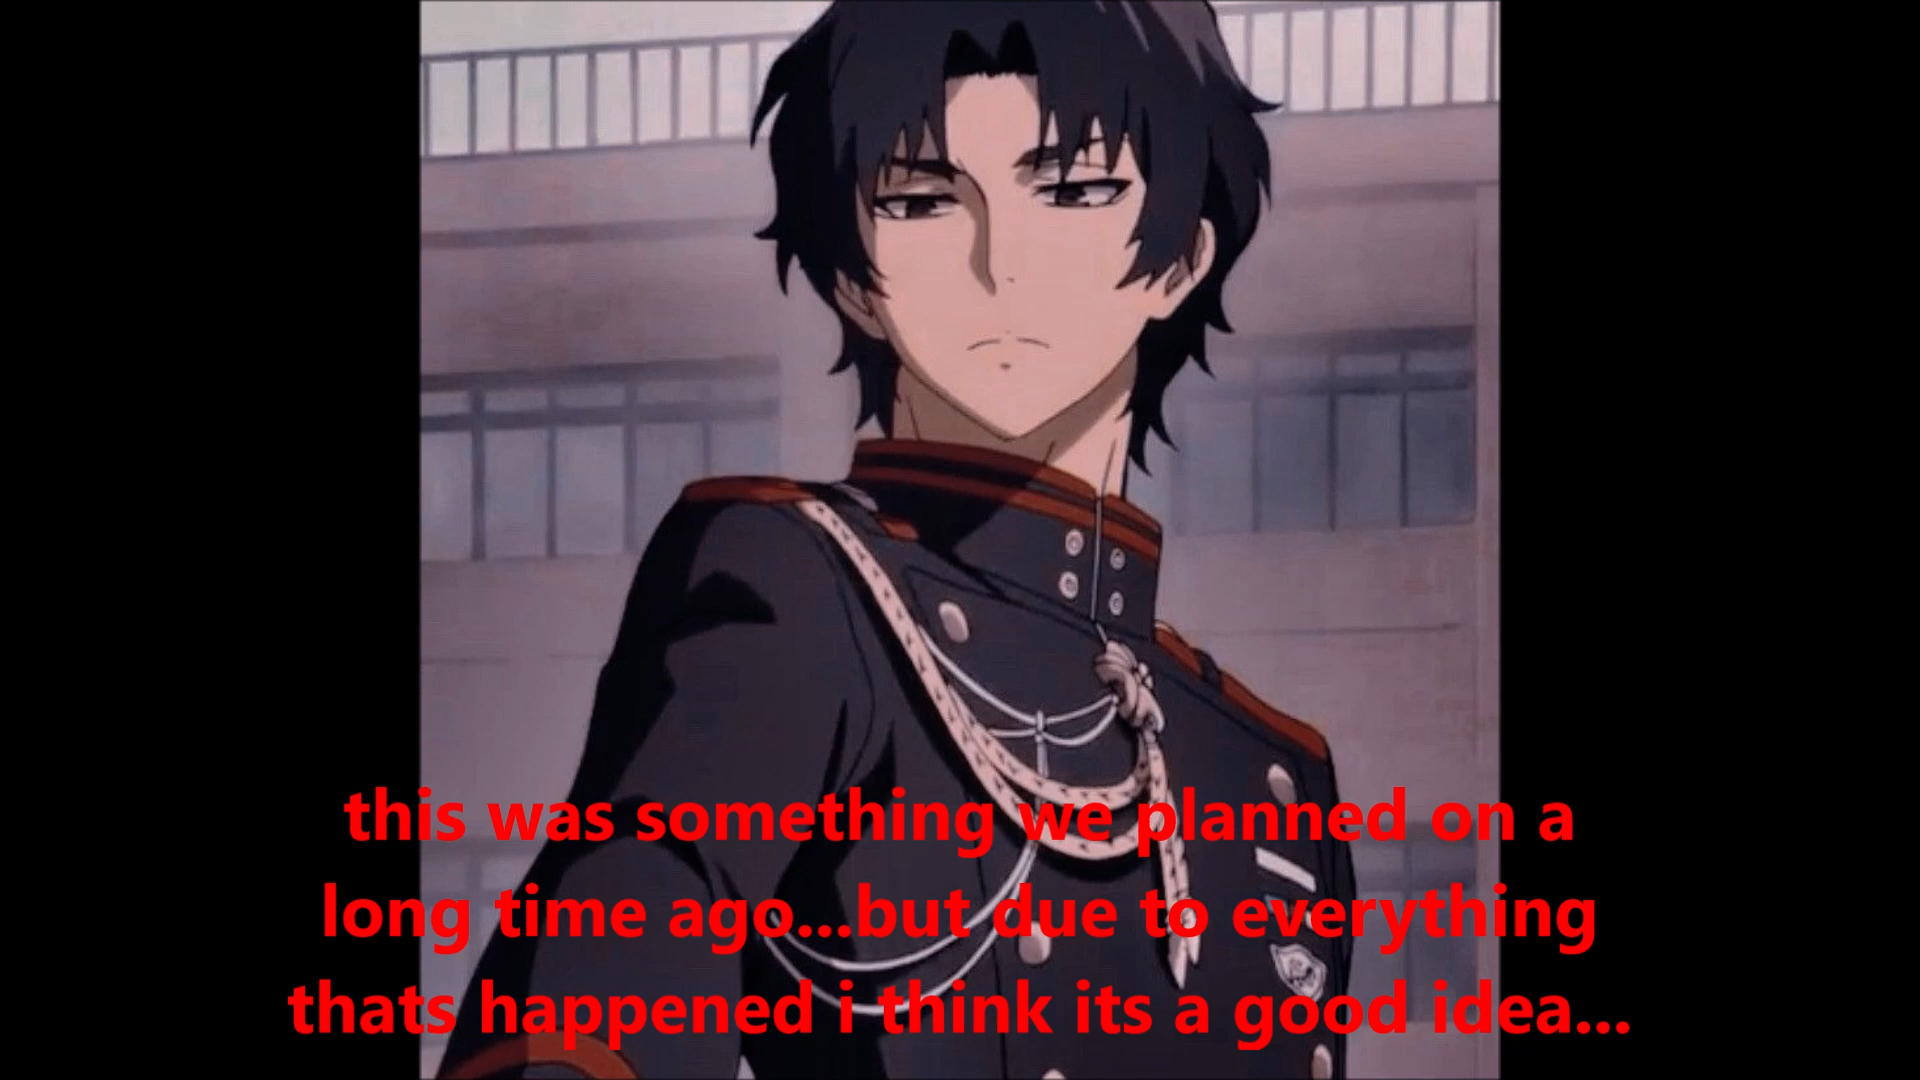 this was something we planned on a
long time ago...but due to everything
thats happened i think its a good idea...